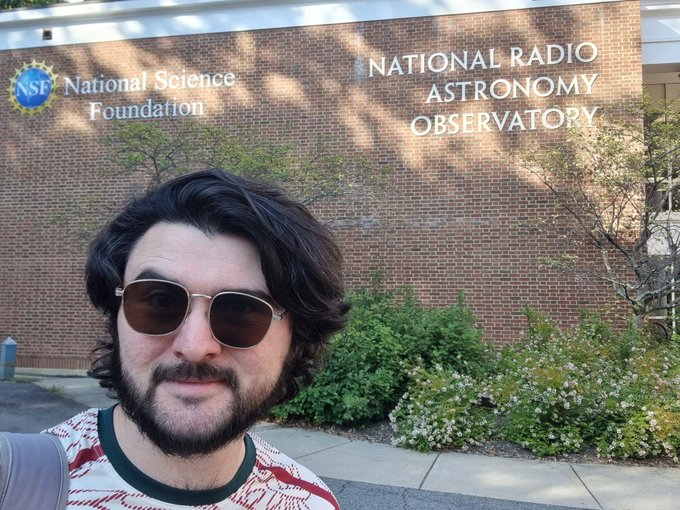 NSF
National Science
Foundation
NATIONAL RADIO
ASTRONOMY
OBSERVATORY